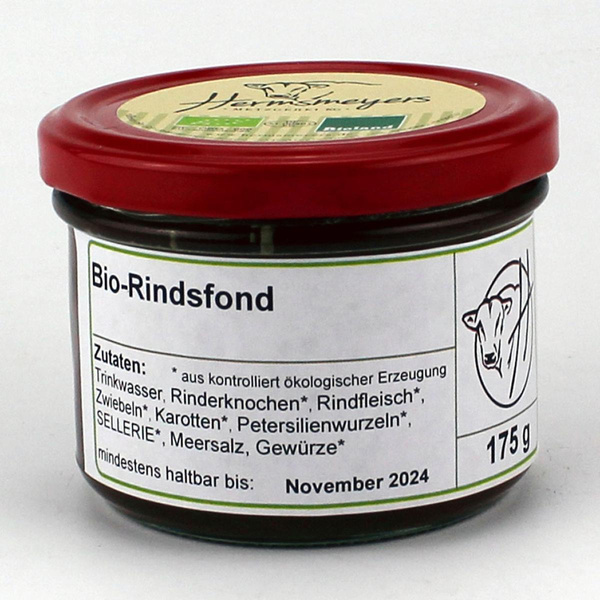 Hermsmeyers
Bioland
Bio-Rindsfond
Zutaten:
* aus kontrolliert ökologischer Erzeugung
Trinkwasser, Rinderknochen*, Rindfleisch*,
Zwiebeln*, Karotten*, Petersilienwurzeln*,
SELLERIE*, Meersalz, Gewürze*
mindestens haltbar bis: November 2024
175 g